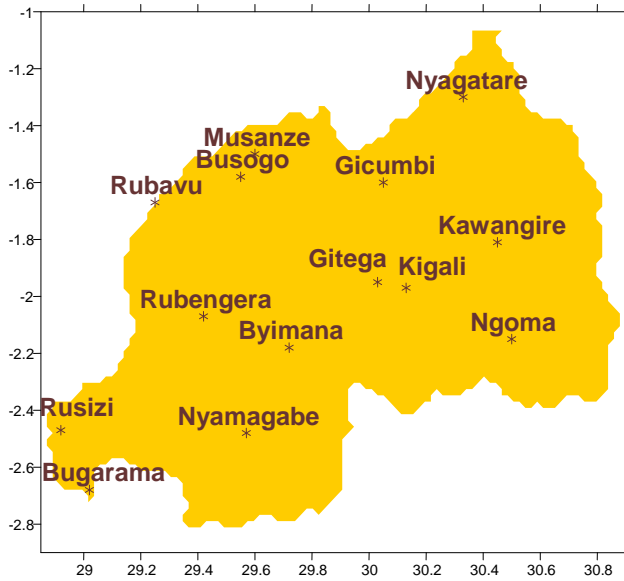 -1
-1.2
-1.4
-1.6
-1.8
-2
-2.2
-2.4
-2.6
-2.8
Nyagatare
Musanze
Busogo
Gicumbi
Rubavu
Kawangire
Gitega
Kigali
Rubengera
Byimana
Ngoma
Rusizi
Nyamagabe
Bugarama
29 29.2 29.4 29.6 29.8 30 30.2 30.4 30.6 30.8